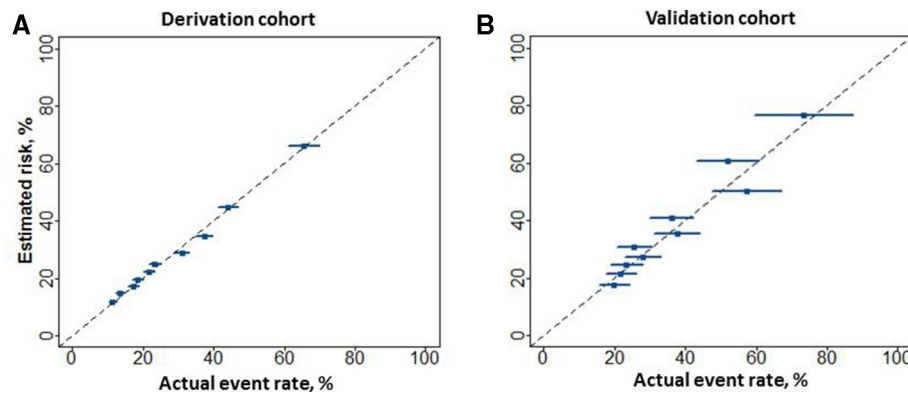 A
Derivation cohort
Estimated risk, %
100
80
60
40
20
0
0 20 40 60 80 100
Actual event rate, %
B
Validation cohort
100
80
60
40
20
0
0 20 40 60 80 100
Actual event rate, %